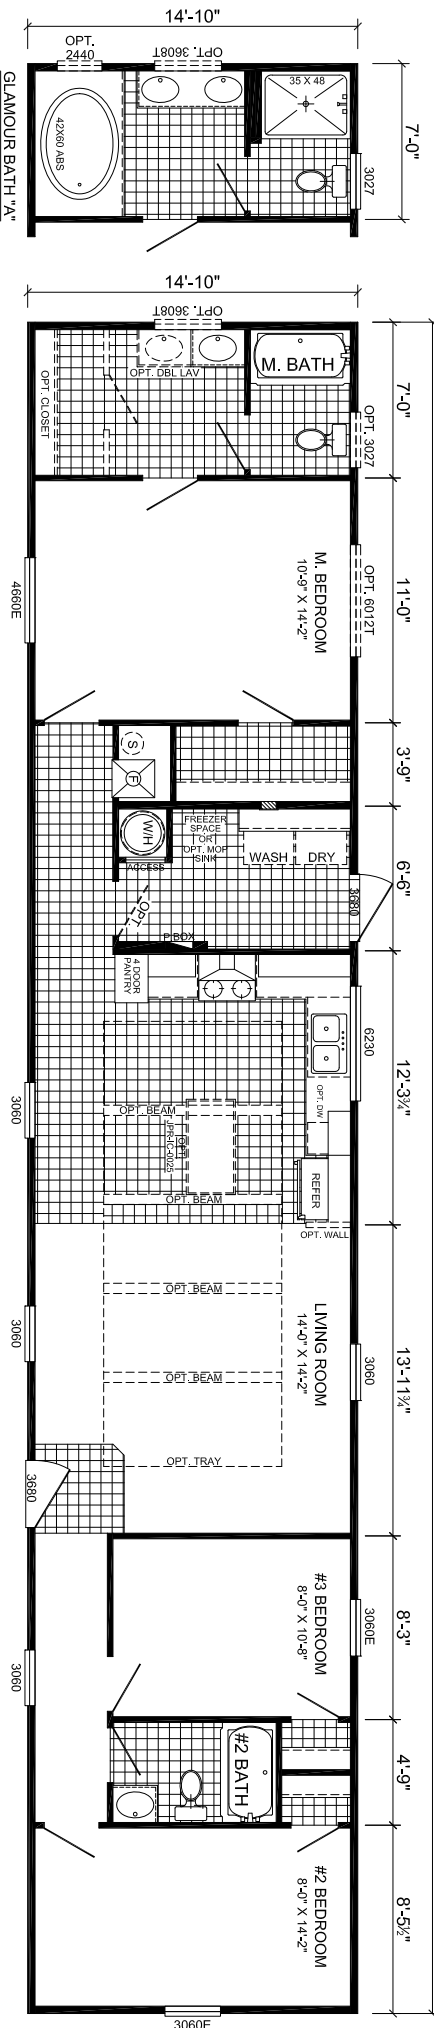 14'-10"
7'-0"
OPT. 2440
OPT. 3608T
35 X 48
3027
42X60 ABS
GLAMOUR BATH "A"
14'-10"
OPT. 3608T
7'-0"
M. BATH
OPT. DBL LAV
OPT. CLOSET
OPT. 3027
11'-0"
OPT. 6012T
M. BEDROOM
10'-9" X 14'-2"
4660E
3'-9"
S
F
6'-6"
W/H
ACCESS
FREEZER
SPACE
OR
OPT. MOP
SINK
WASH
DRY
3680
OPT
P.BOX
12'-3¾"
4 DOOR
PANTRY
6230
OPT. DW
OPT. BEAM
OPT
JPR-IC-0025
REFER
3060
OPT. BEAM
OPT. WALL
13'-11¾"
OPT. BEAM
LIVING ROOM
14'-0" X 14'-2"
3060
3060
OPT. BEAM
OPT. TRAY
3680
8'-3"
#3 BEDROOM
8'-0" X 10'-8"
3060E
3060
4'-9"
#2 BATH
8'-5½"
#2 BEDROOM
8'-0" X 14'-2"
3060E